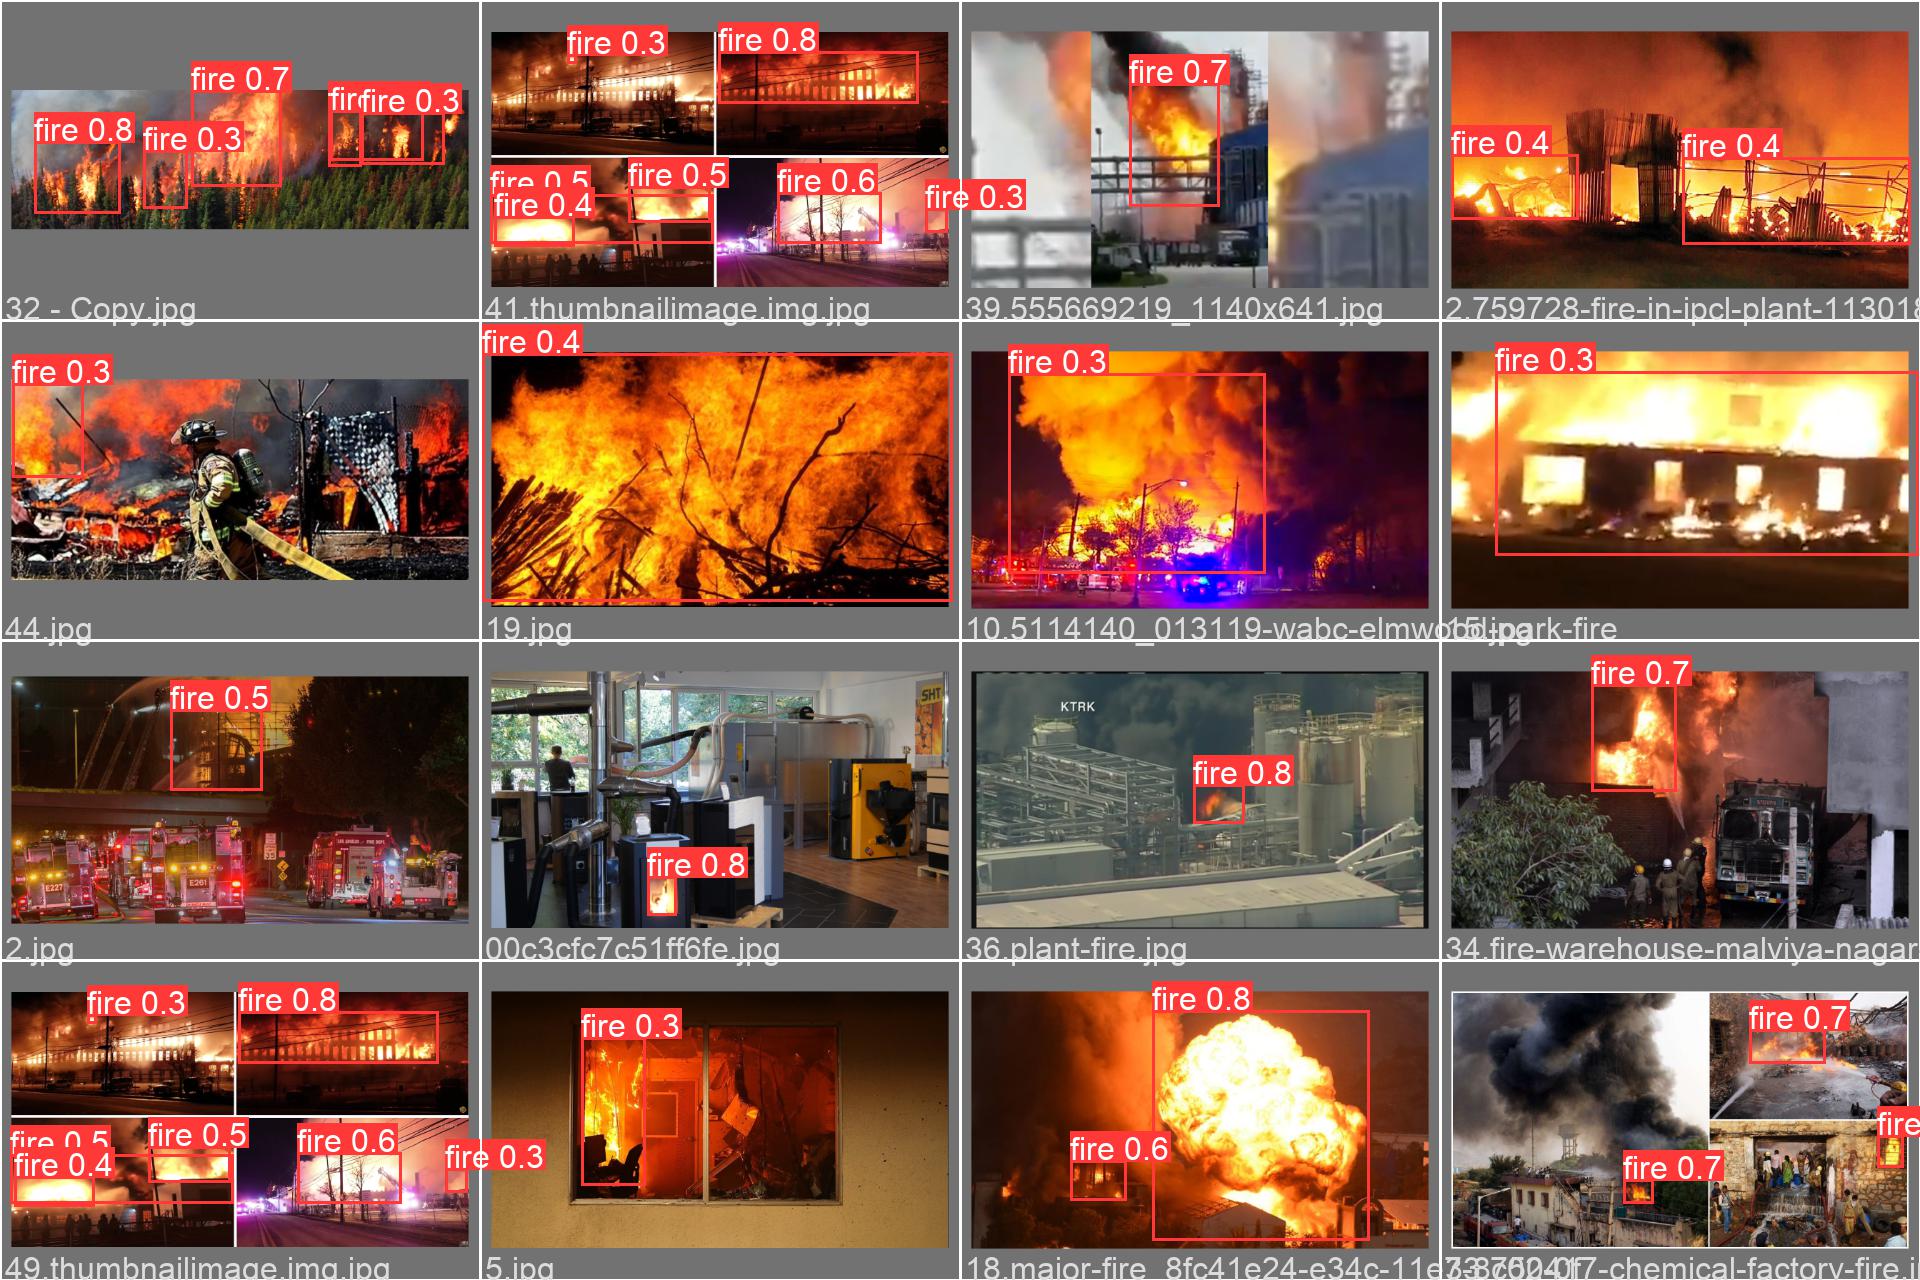 fire 0.8
fire 0.7
fire 0.3
fire 0.3
32 - Copy.jpg
fire 0.3
fire 0.8
fire 0.5
fire 0.4
fire 0.5
fire 0.6
fire 0.3
41.thumbnailimage.img.jpg
fire 0.7
39.555669219_1140x641.jpg
fire 0.4
fire 0.4
2.759728-fire-in-ipcl-plant-113018
fire 0.3
44.jpg
fire 0.4
19.jpg
fire 0.3
10.5114140_013119-wabc-elmwood-park-fire
fire 0.3
15.jpg
fire 0.5
E227
E261
35
2.jpg
SHT
fire 0.8
00c3cfc7c51ff6fe.jpg
KTRK
fire 0.8
36.plant-fire.jpg
fire 0.7
34.fire-warehouse-malviya-nagar
fire 0.3
fire 0.8
fire 0.5
fire 0.4
fire 0.5
fire 0.6
fire 0.3
49.thumbnailimage.img.jpg
fire 0.3
5.jpg
fire 0.8
fire 0.6
18.major-fire_8fc41e24-e34c-11e7
fire 0.7
fire 0.7
fire
-chemical-factory-fire.j